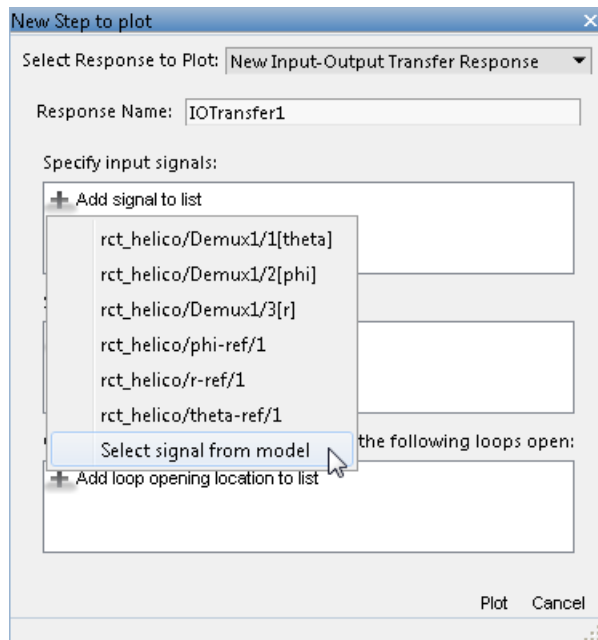 New Step to plot
Select Response to Plot: New Input-Output Transfer Response
Response Name: IOTransfer1
Specify input signals:
Add signal to list
rct_helico/Demux1/1[theta]
rct_helico/Demux1/2[phi]
rct_helico/Demux1/3[r]
rct_helico/phi-ref/1
rct_helico/r-ref/1
rct_helico/theta-ref/1
Select signal from model
the following loops open:
Add loop opening location to list
Plot Cancel